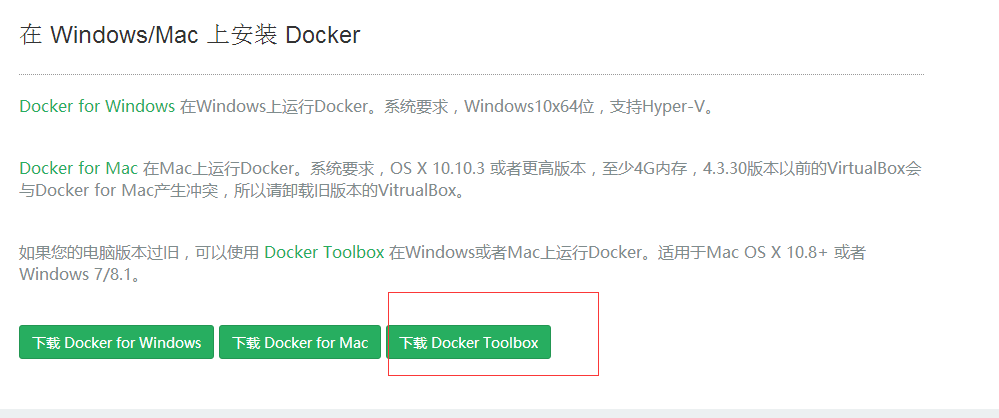 在 Windows/Mac 上安装 Docker
Docker for Windows 在Windows上运行Docker。系统要求，Windows10x64位，支持Hyper-V。
Docker for Mac 在Mac上运行Docker。系统要求，OS X 10.10.3 或者更高版本，至少4G内存，4.3.30版本以前的VirtualBox会
与Docker for Mac产生冲突，所以请卸载旧版本的VitrualBox。
如果您的电脑版本过旧，可以使用 Docker Toolbox 在Windows或者Mac上运行Docker。适用于Mac OS X 10.8+ 或者
Windows 7/8.1。
下载 Docker for Windows 下载 Docker for Mac 下载 Docker Toolbox